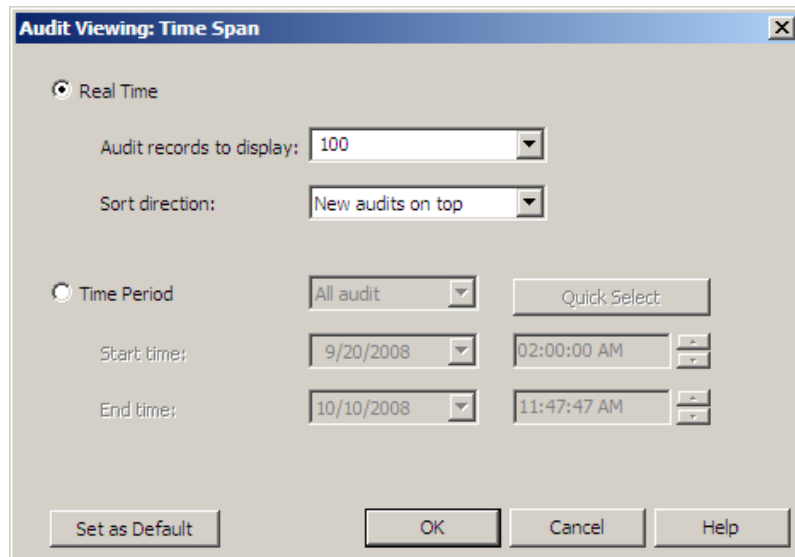 Audit Viewing: Time Span
Real Time
Audit records to display: 100
Sort direction: New audits on top
Time Period All audit Quick Select
Start time: 9/20/2008 02:00:00 AM
End time: 10/10/2008 11:47:47 AM
Set as Default OK Cancel Help